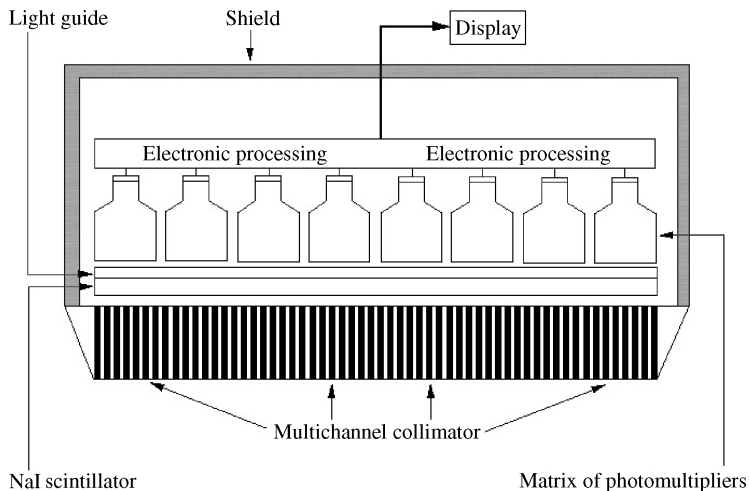 Light guide
Shield
Display
Electronic processing
Electronic processing
Multichannel collimator
NaI scintillator
Matrix of photomultipliers